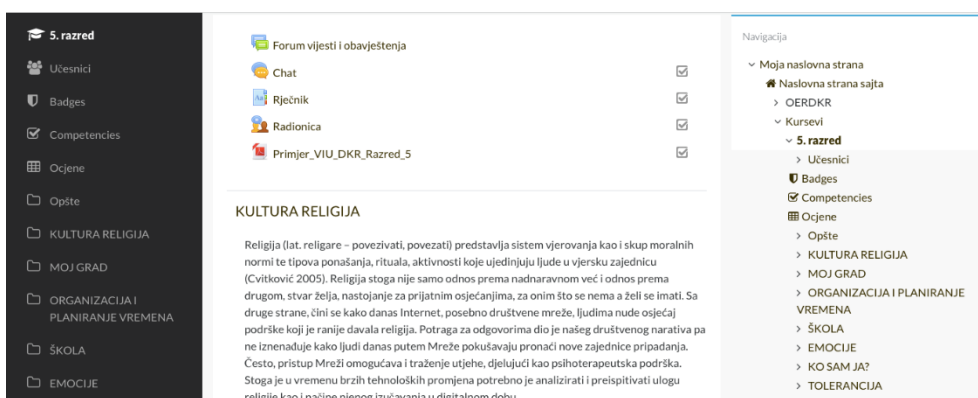 5. razred
Učesnici
Badges
Competencies
Ocjene
Opšte
KULTURA RELIGIJA
MOJ GRAD
ORGANIZACIJA I
PLANIRANJE VREMENA
ŠKOLA
EMOCIJE
Forum vijesti i obavještenja
Chat
Rječnik
Radionica
Primjer_VIU_DKR_Razred_5
KULTURA RELIGIJA
Religija (lat. religare – povezivati, povezati) predstavlja sistem vjerovanja kao i skup moralnih
normi te tipova ponašanja, rituala, aktivnosti koje ujedinjuju ljude u vjersku zajednicu
(Cvitković 2005). Religija stoga nije samo odnos prema nadnaravnom već i odnos prema
drugom, stvar želja, nastojanje za prijatnim osjećanjima, za onim što se nema a želi se imati. Sa
druge strane, čini se kako danas Internet, posebno društvene mreže, ljudima nude osjećaj
podrške koji je ranije davala religija. Potraga za odgovorima dio je našeg društvenog narativa pa
ne iznenađuje kako ljudi danas putem Mreže pokušavaju pronaći nove zajednice pripadanja.
Često, pristup Mreži omogućava i traženje utjehe, djelujući kao psihoterapeutska podrška.
Stoga je u vremenu brzih tehnoloških promjena potrebno je analizirati i preispitivati ulogu
religije kao i načine njenog izučavanja u digitalnom dobu.
Navigacija
Moja naslovna strana
Naslovna strana sajta
OERDKR
Kursevi
5. razred
Učesnici
Badges
Competencies
Ocjene
Opšte
KULTURA RELIGIJA
MOJ GRAD
ORGANIZACIJA I PLANIRANJE
VREMENA
ŠKOLA
EMOCIJE
KO SAM JA?
TOLERANCIJA